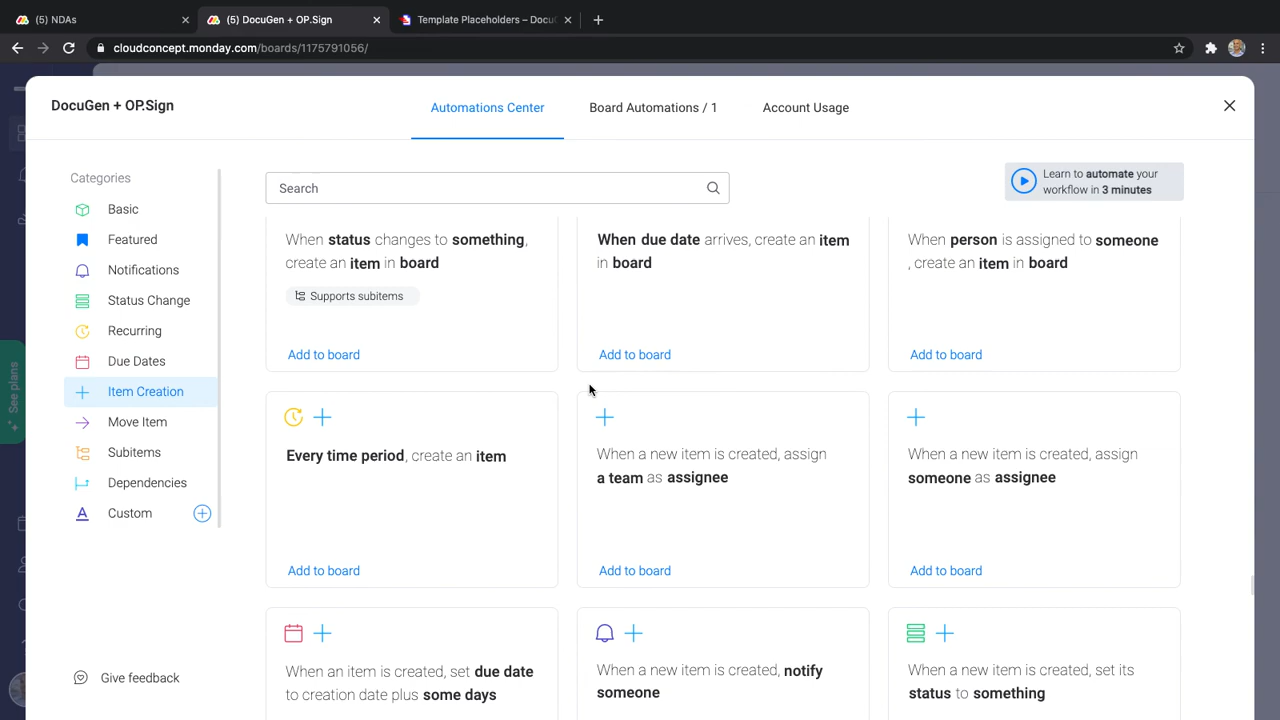 (5) NDAs
(5) DocuGen + OP.Sign
Template Placeholders – Docu
cloudconcept.monday.com/boards/1175791056/
DocuGen + OP.Sign
Automations Center
Board Automations / 1
Account Usage
Categories
Basic
Featured
Notifications
Status Change
Recurring
Due Dates
Item Creation
Move Item
Subitems
Dependencies
Custom
Give feedback
See plans
Search
Learn to automate your
workflow in 3 minutes
When status changes to something,
create an item in board
Supports subitems
Add to board
When due date arrives, create an item
in board
Add to board
When person is assigned to someone
, create an item in board
Add to board
Every time period, create an item
Add to board
When a new item is created, assign
a team as assignee
Add to board
When a new item is created, assign
someone as assignee
Add to board
When an item is created, set due date
to creation date plus some days
When a new item is created, notify
someone
When a new item is created, set its
status to something